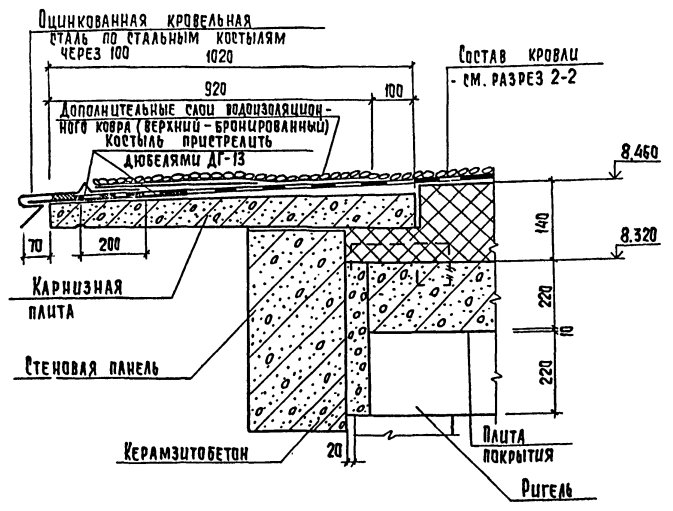 Оцинкованная кровельная
сталь по стальным костылям
через 100
1020
Состав кровли
- см. разрез 2-2
920
100
Дополнительные слои водоизоляцион-
ного ковра (верхний - бронированный)
костыль пристрелить
дюбелями ДГ-13
8.460
140
8.320
70
200
Карнизная
плита
220
10
Стеновая панель
220
Керамзитобетон
20
Плита
покрытия
Ригель